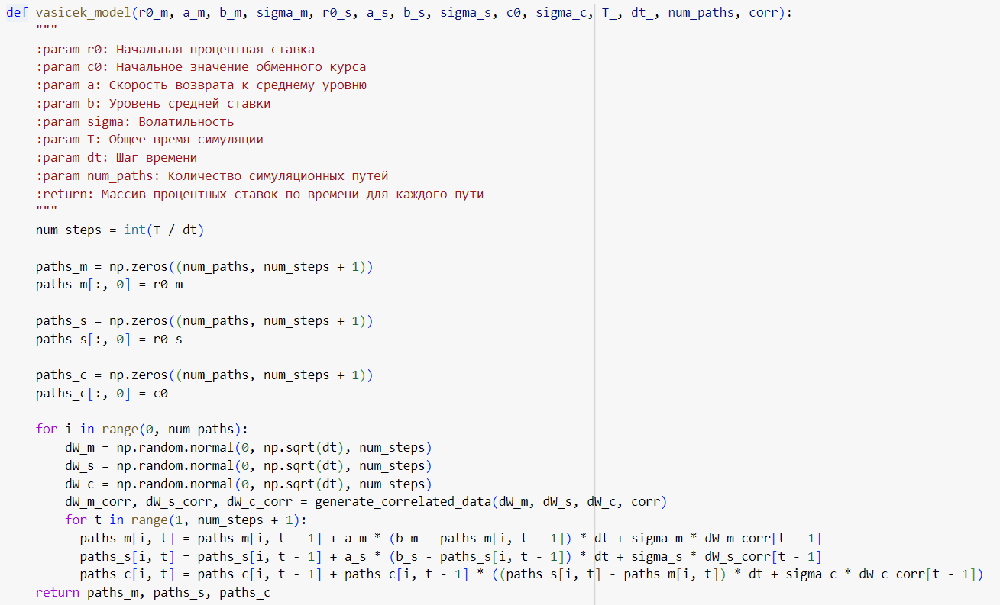 def vasicek_model(r0_m, a_m, b_m, sigma_m, r0_s, a_s, b_s, sigma_s, c0, sigma_c, T_, dt_, num_paths, corr):
    """
    :param r0: Начальная процентная ставка
    :param c0: Начальное значение обменного курса
    :param a: Скорость возврата к среднему уровню
    :param b: Уровень средней ставки
    :param sigma: Волатильность
    :param T: Общее время симуляции
    :param dt: Шаг времени
    :param num_paths: Количество симуляционных путей
    :return: Массив процентных ставок по времени для каждого пути
    """
    num_steps = int(T / dt)

    paths_m = np.zeros((num_paths, num_steps + 1))
    paths_m[:, 0] = r0_m

    paths_s = np.zeros((num_paths, num_steps + 1))
    paths_s[:, 0] = r0_s

    paths_c = np.zeros((num_paths, num_steps + 1))
    paths_c[:, 0] = c0

    for i in range(0, num_paths):
        dW_m = np.random.normal(0, np.sqrt(dt), num_steps)
        dW_s = np.random.normal(0, np.sqrt(dt), num_steps)
        dW_c = np.random.normal(0, np.sqrt(dt), num_steps)
        dW_m_corr, dW_s_corr, dW_c_corr = generate_correlated_data(dW_m, dW_s, dW_c, corr)
        for t in range(1, num_steps + 1):
          paths_m[i, t] = paths_m[i, t - 1] + a_m * (b_m - paths_m[i, t - 1]) * dt + sigma_m * dW_m_corr[t - 1]
          paths_s[i, t] = paths_s[i, t - 1] + a_s * (b_s - paths_s[i, t - 1]) * dt + sigma_s * dW_s_corr[t - 1]
          paths_c[i, t] = paths_c[i, t - 1] + paths_c[i, t - 1] * ((paths_s[i, t] - paths_m[i, t]) * dt + sigma_c * dW_c_corr[t - 1])
    return paths_m, paths_s, paths_c